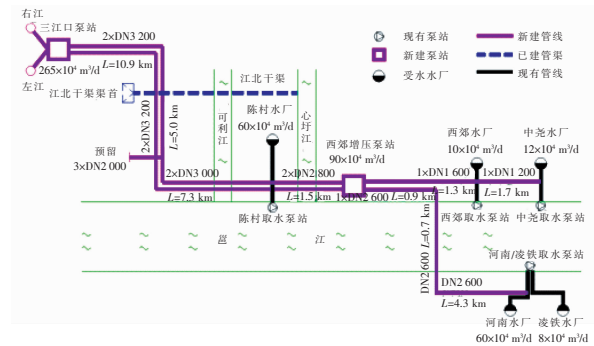 右江
三江口泵站
265×10⁴ m³/d
左江
2×DN3 200
L=10.9 km
江北干渠渠首
江北干渠
2×DN3 200
L=5.0 km
预留
3×DN2 000
可利江
心圩江
陈村水厂
60×10⁴ m³/d
2×DN3 000
L=7.3 km
2×DN2 800
L=1.5 km
陈村取水泵站
西郊增压泵站
90×10⁴ m³/d
1×DN2 600
L=0.9 km
1×DN1 600
L=1.3 km
1×DN1 200
L=1.7 km
西郊水厂
10×10⁴ m³/d
中尧水厂
12×10⁴ m³/d
西郊取水泵站
中尧取水泵站
邕江
DN2 600
L=0.7 km
河南/凌铁取水泵站
DN2 600
L=4.3 km
河南水厂
60×10⁴ m³/d
凌铁水厂
8×10⁴ m³/d
现有泵站
新建泵站
受水水厂
新建管线
已建管渠
现有管线